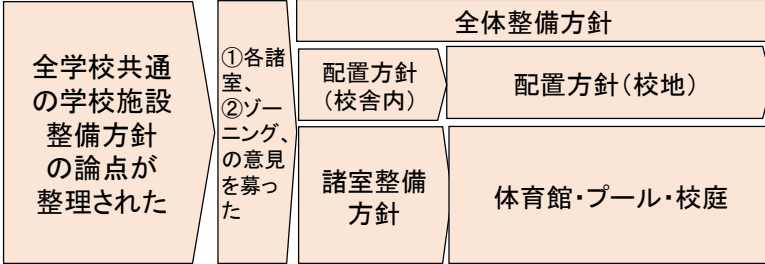 全学校共通
の学校施設
整備方針
の論点が
整理された
①各諸
室、
②ゾー
ニング、
の意見
を募っ
た
全体整備方針
配置方針
(校舎内)
配置方針(校地)
諸室整備
方針
体育館・プール・校庭